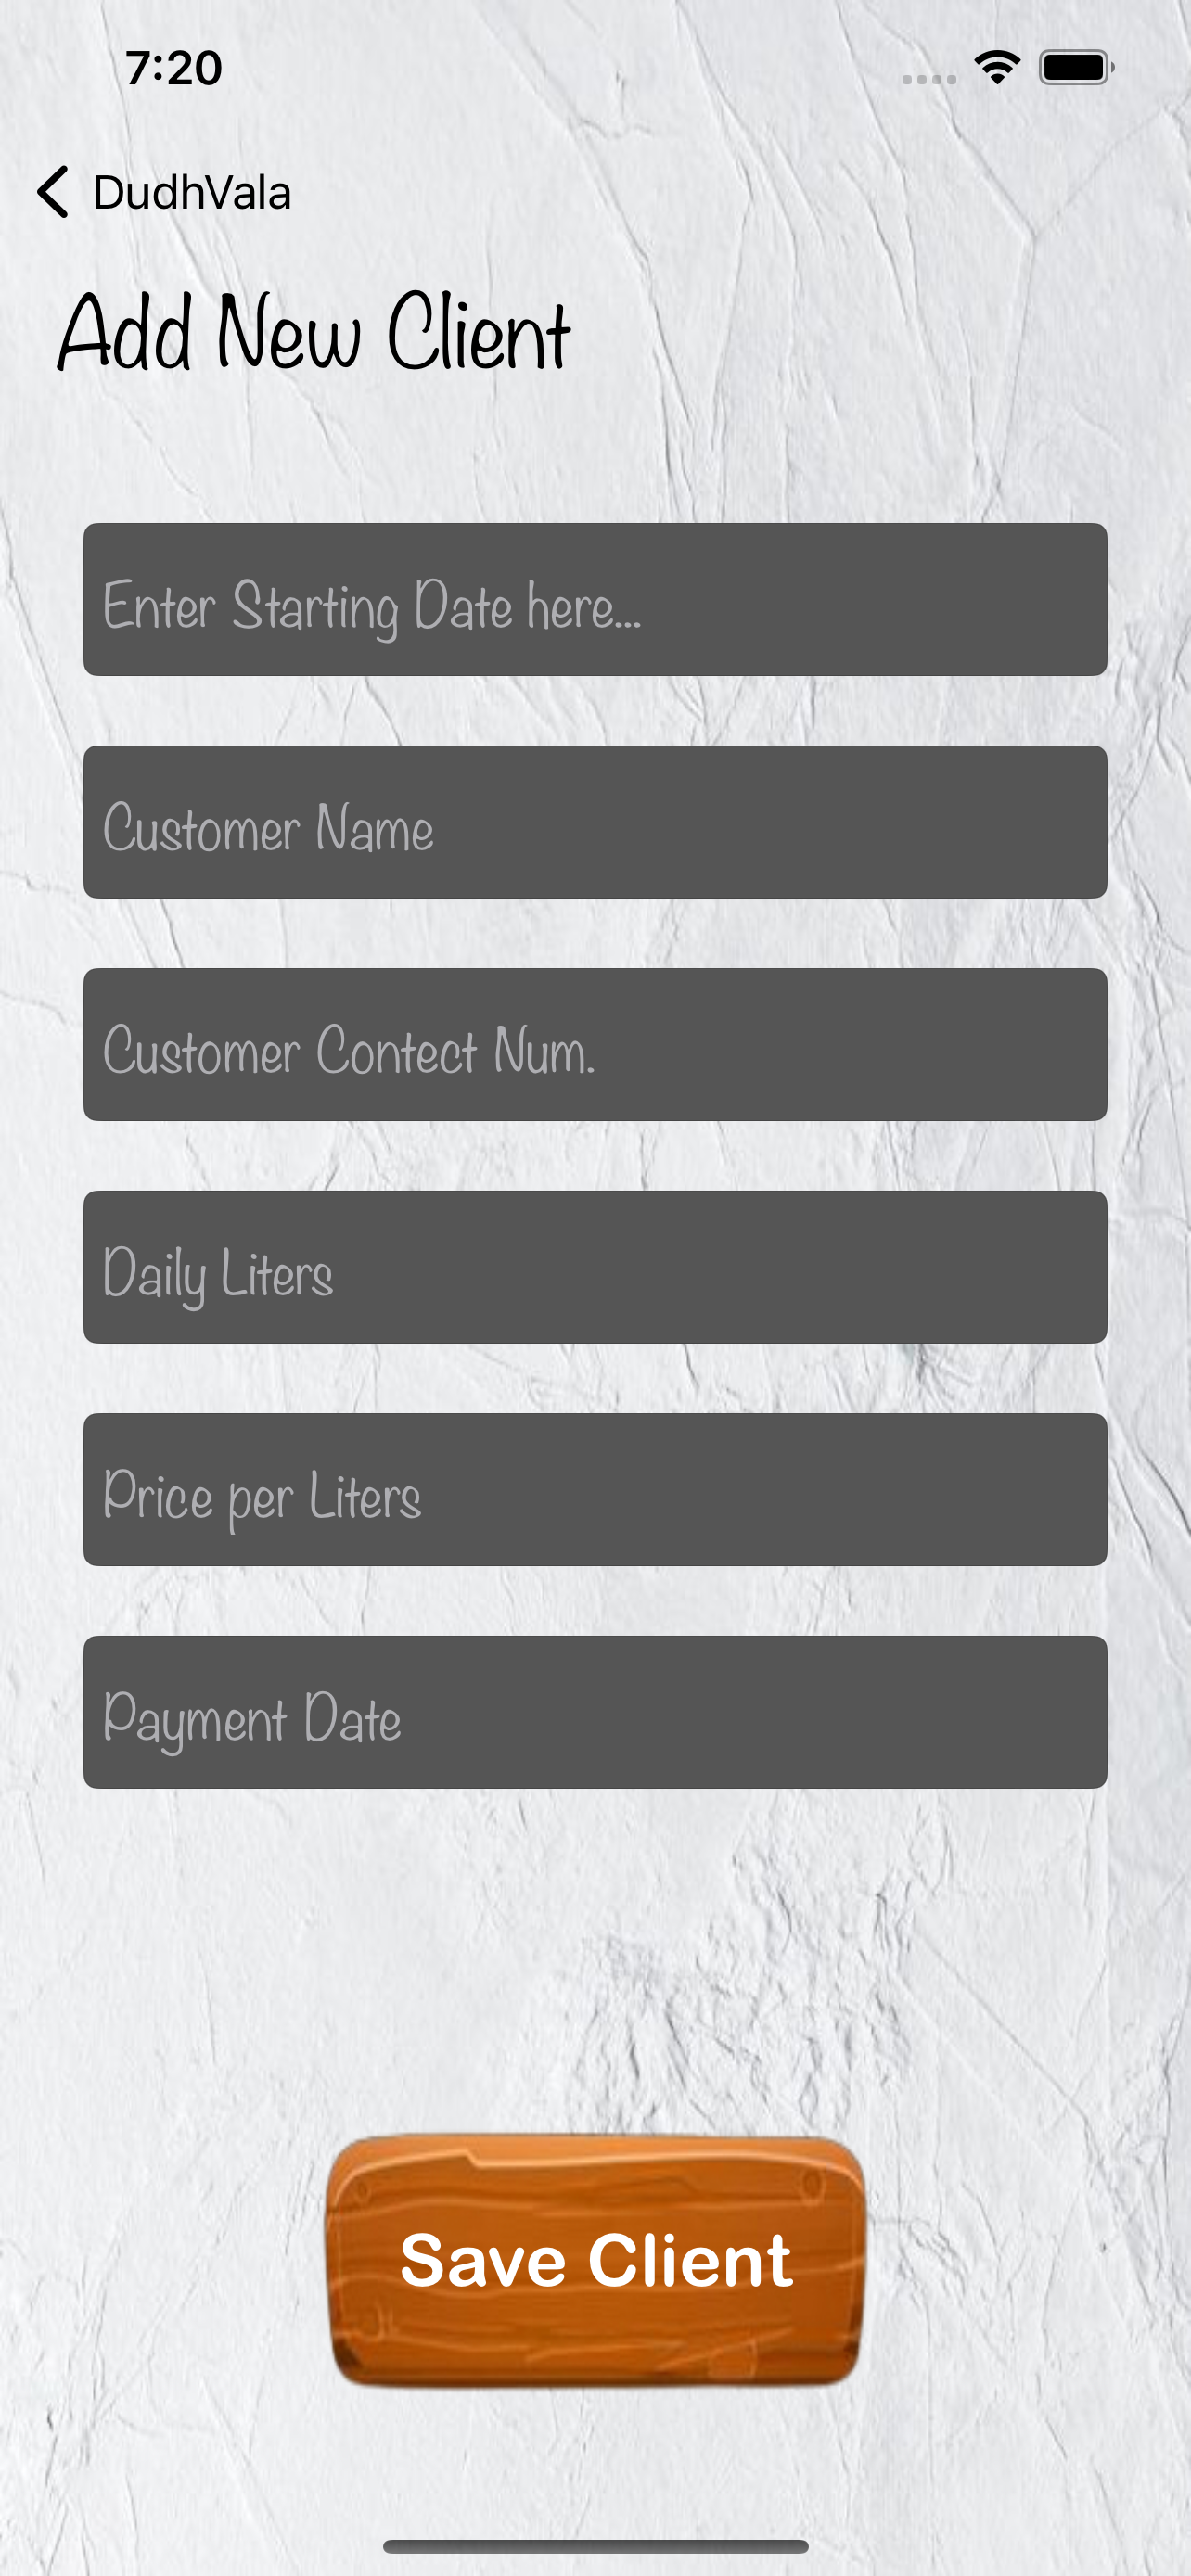 7:20
DudhVala
Add New Client
Enter Starting Date here...
Customer Name
Customer Contect Num.
Daily Liters
Price per Liters
Payment Date
Save Client